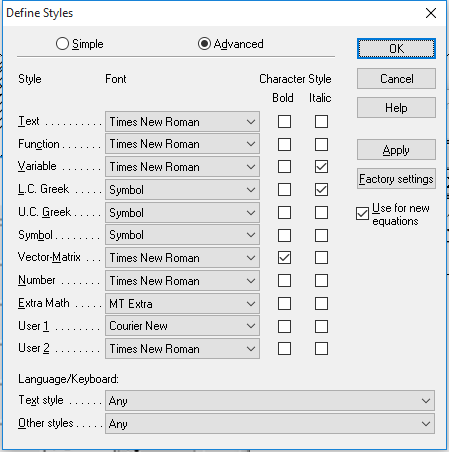 Define Styles
Simple Advanced OK
Style Font Character Style Cancel
Bold Italic Help
Text . . . . . . . . . . Times New Roman
Function . . . . . . . Times New Roman
Apply
Variable . . . . . . . Times New Roman
Factory settings
L.C. Greek . . . . . Symbol
U.C. Greek . . . . . Symbol Use for new
equations
Symbol . . . . . . . . Symbol
Vector-Matrix . . . Times New Roman
Number . . . . . . . Times New Roman
Extra Math . . . . . MT Extra
User 1 . . . . . . . . Courier New
User 2 . . . . . . . . Times New Roman
Language/Keyboard:
Text style . . . . . . Any
Other styles . . . . Any